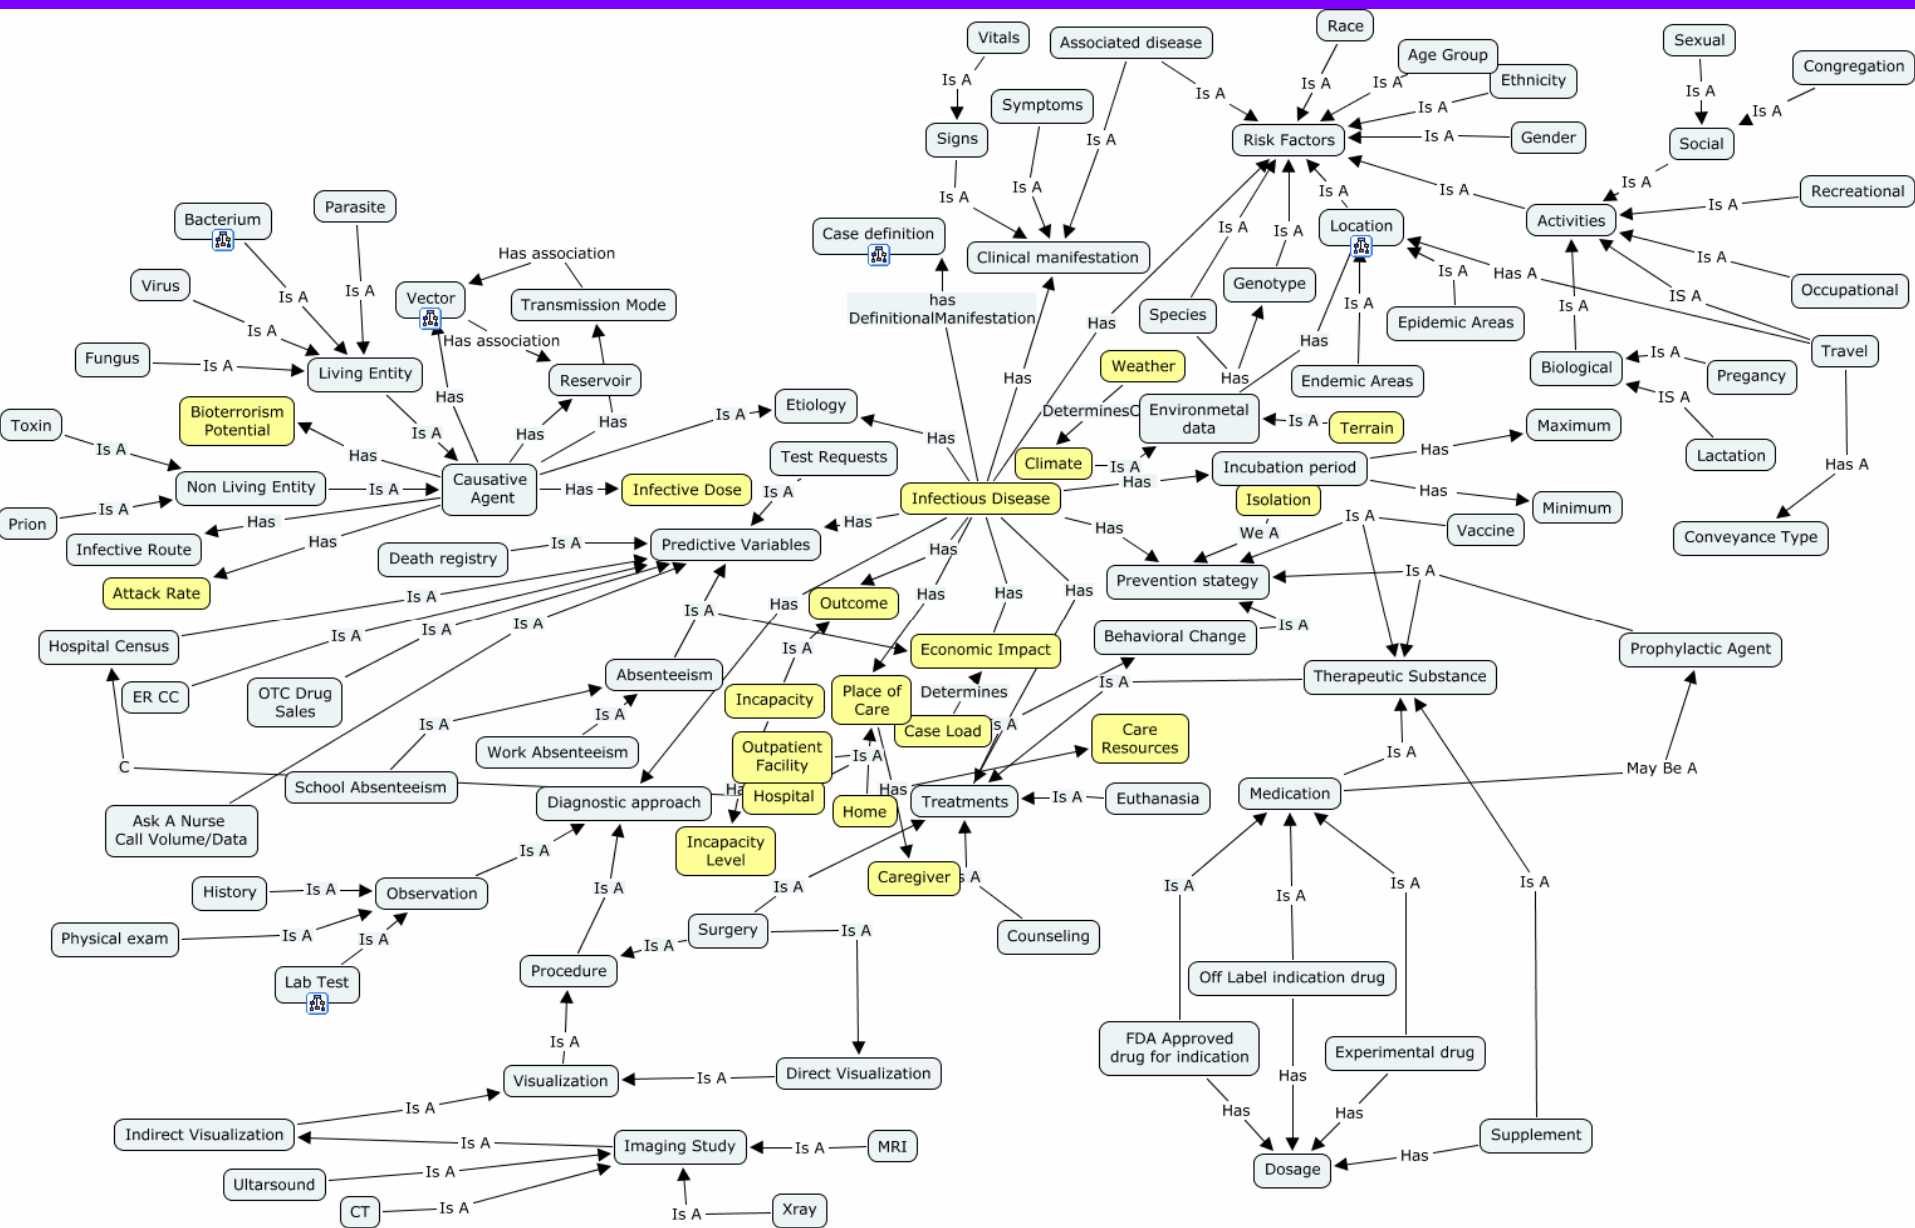 Race
Vitals
Associated disease
Age Group
Sexual
Congregation
Ethnicity
Is A
Is A
Is A
Is A
Is A
Is A
Is A
Symptoms
Signs
Is A
Risk Factors
Is A
Gender
Social
Is A
Is A
Is A
Is A
Is A
Is A
Recreational
Parasite
Bacterium
Case definition
Clinical manifestation
Is A
Is A
Location
Activities
Is A
Has association
Is A
Has A
Is A
Virus
Is A
Is A
Vector
Transmission Mode
has
DefinitionalManifestation
Genotype
Species
Is A
Is A
IS A
Occupational
Epidemic Areas
Is A
Has
Is A
Has association
Has
Fungus
Is A
Living Entity
Reservoir
Weather
Has
Has
Endemic Areas
Biological
Is A
Pregancy
Travel
Has
Etiology
DeterminesC
Environmetal
data
IS A
Bioterrorism
Potential
Toxin
Is A
Is A
Has
Has
Is A
Has
Is A
Terrain
Has
Maximum
Is A
Has
Test Requests
Climate
Is A
Has
Incubation period
Lactation
Has A
Non Living Entity
Is A
Causative
Agent
Has
Infective Dose
Is A
Infectious Disease
Isolation
Has
Minimum
Prion
Is A
Has
Has
Has
We A
Is A
Vaccine
Conveyance Type
Infective Route
Has
Death registry
Is A
Predictive Variables
Has
Prevention stategy
Is A
Attack Rate
Is A
Is A
Has
Outcome
Has
Has
Has
Is A
Is A
Is A
Hospital Census
Is A
Economic Impact
Behavioral Change
Prophylactic Agent
ER CC
OTC Drug
Sales
Absenteeism
Incapacity
Place of
Care
Determines
Is A
Therapeutic Substance
Is A
Is A
Case Load
Is A
Care
Resources
Work Absenteeism
Outpatient
Facility
Is A
Is A
C
School Absenteeism
Diagnostic approach
Ha
Hospital
Has
Home
Treatments
Is A
Euthanasia
Medication
May Be A
Ask A Nurse
Call Volume/Data
Incapacity
Level
Is A
History
Is A
Observation
Is A
Is A
Caregiver
s A
Is A
Is A
Is A
Is A
Physical exam
Is A
Is A
Surgery
Is A
Is A
Counseling
Lab Test
Procedure
Off Label indication drug
Is A
FDA Approved
drug for indication
Experimental drug
Visualization
Is A
Direct Visualization
Has
Is A
Has
Has
Indirect Visualization
Is A
Imaging Study
Is A
MRI
Supplement
Ultarsound
Is A
Dosage
Has
CT
Is A
Is A
Xray